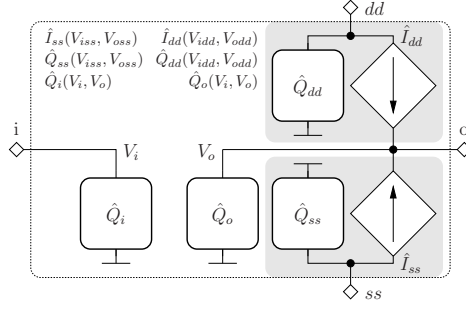 dd
Î_ss(V_iss, V_oss) Î_dd(V_idd, V_odd)
Q̂_ss(V_iss, V_oss) Q̂_dd(V_idd, V_odd)
Q̂_i(V_i, V_o) Q̂_o(V_i, V_o)
Î_dd
Q̂_dd
i
V_i
V_o
o
Q̂_i
Q̂_o
Q̂_ss
Î_ss
ss